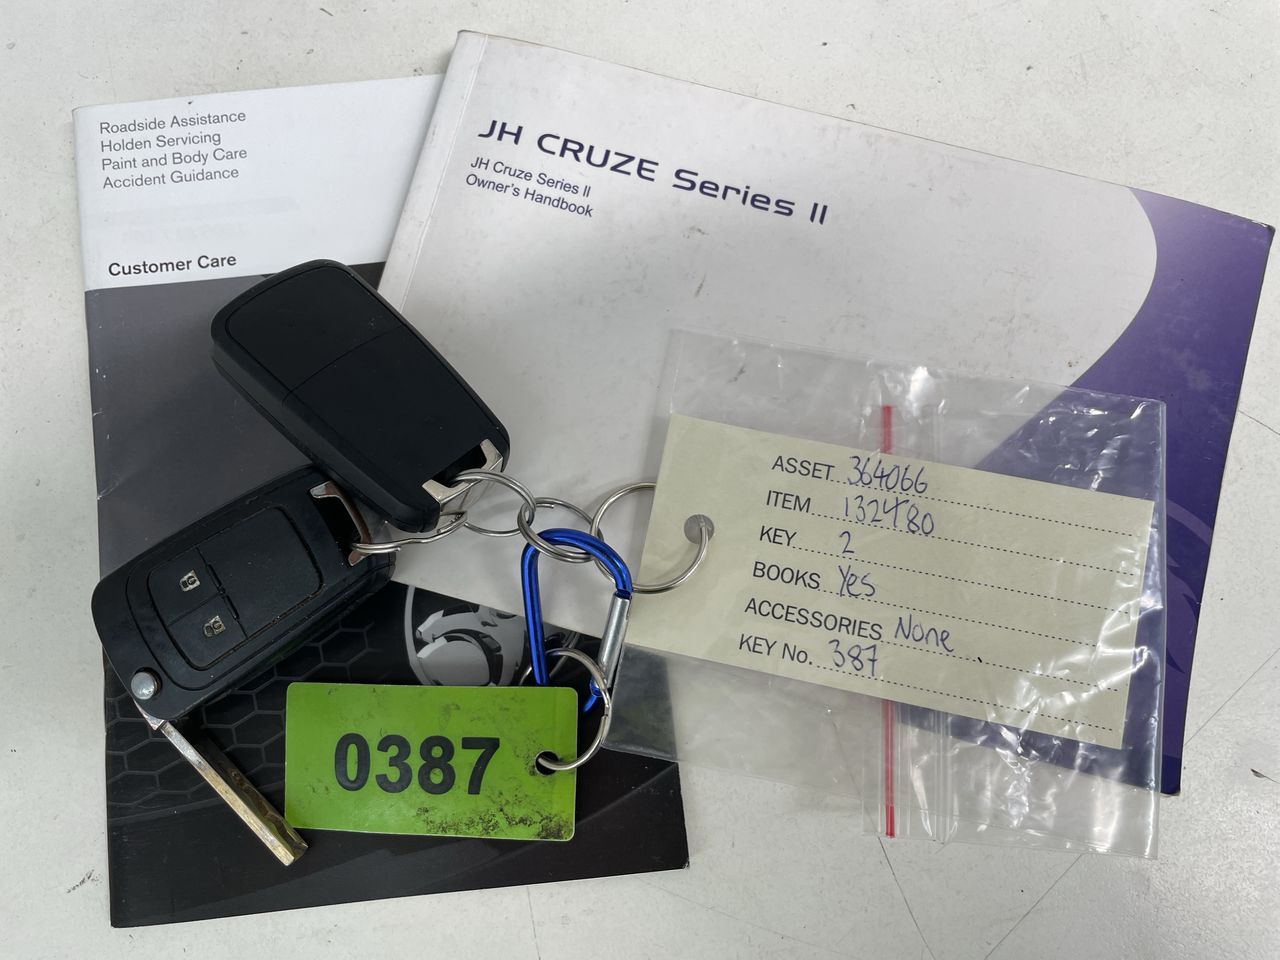 Roadside Assistance
Holden Servicing
Paint and Body Care
Accident Guidance
Customer Care
JH CRUZE Series II
JH Cruze Series II
Owner's Handbook
ASSET 364066
ITEM 132480
KEY 2
BOOKS Yes
ACCESSORIES None
KEY No. 387
0387